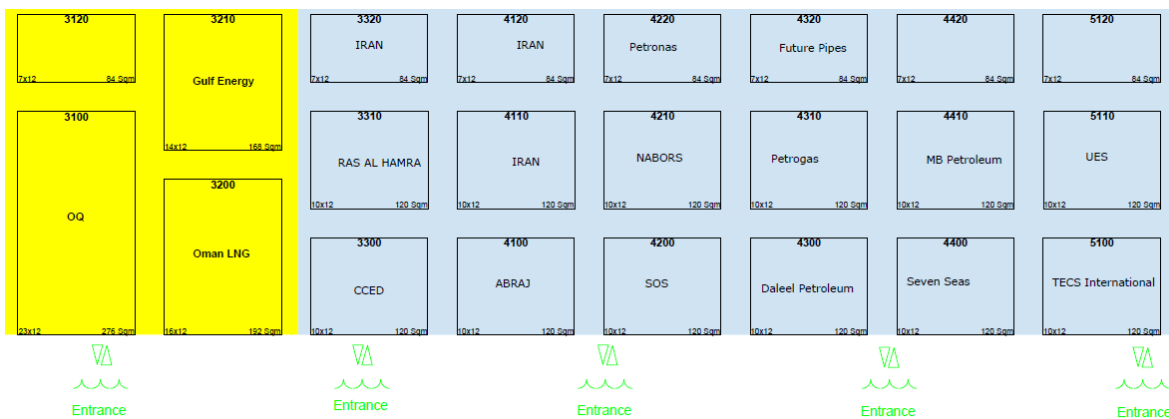 3120
7x12 84 Sqm
3210
Gulf Energy
14x12 168 Sqm
3320
IRAN
7x12 84 Sqm
4120
IRAN
7x12 84 Sqm
4220
Petronas
7x12 84 Sqm
4320
Future Pipes
7x12 84 Sqm
4420
7x12 84 Sqm
5120
7x12 84 Sqm
3100
OQ
23x12 276 Sqm
3200
Oman LNG
16x12 192 Sqm
3310
RAS AL HAMRA
10x12 120 Sqm
4110
IRAN
10x12 120 Sqm
4210
NABORS
10x12 120 Sqm
4310
Petrogas
10x12 120 Sqm
4410
MB Petroleum
10x12 120 Sqm
5110
UES
10x12 120 Sqm
3300
CCED
10x12 120 Sqm
4100
ABRAJ
10x12 120 Sqm
4200
SOS
10x12 120 Sqm
4300
Daleel Petroleum
10x12 120 Sqm
4400
Seven Seas
10x12 120 Sqm
5100
TECS International
10x12 120 Sqm
Entrance
Entrance
Entrance
Entrance
Entrance